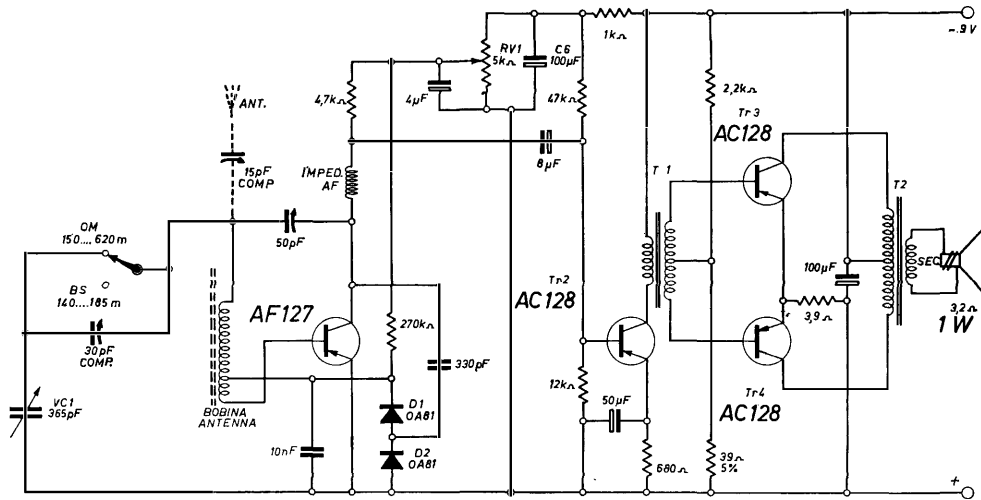 1kΩ
-.9V
RV1
5kΩ
C6
100µF
4,7kΩ
4µF
47kΩ
2,2kΩ
ANT.
Tr3
AC128
8µF
15pF
COMP
IMPED.
AF
T1
T2
OM
150....620m
50pF
BS
140....185m
AF127
Tr2
AC128
100µF
SEC.
30pF
COMP.
270kΩ
330pF
3,9Ω
3,2Ω
1W
VC1
365pF
12kΩ
D1
OA81
50µF
Tr4
AC128
BOBINA
ANTENNA
10nF
D2
OA81
680Ω
39Ω
5%
+